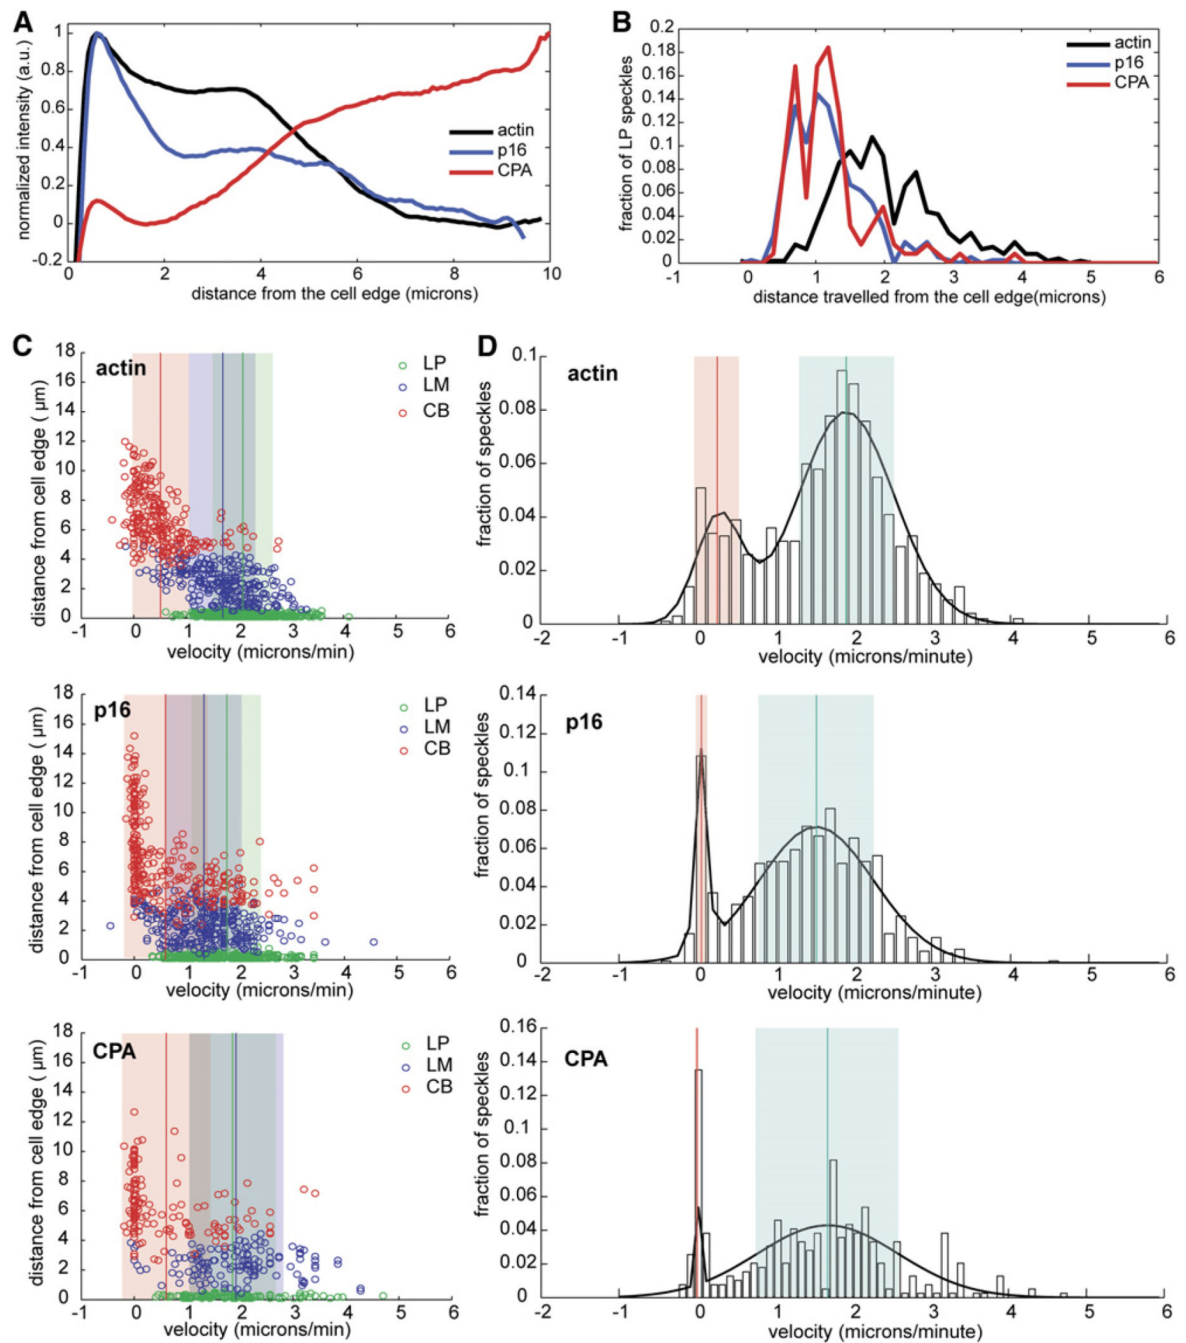 A
normalized intensity (a.u.)
1
0.8
0.6
0.4
0.2
0
-0.2
0 2 4 6 8 10
distance from the cell edge (microns)
actin
p16
CPA
B
fraction of LP speckles
0.2
0.18
0.16
0.14
0.12
0.1
0.08
0.06
0.04
0.02
0
-1 0 1 2 3 4 5 6
distance travelled from the cell edge(microns)
actin
p16
CPA
C
actin
distance from cell edge ( µm)
18
16
14
12
10
8
6
4
2
0
-1 0 1 2 3 4 5 6
velocity (microns/min)
LP
LM
CB
D
actin
fraction of speckles
0.1
0.08
0.06
0.04
0.02
0
-2 -1 0 1 2 3 4 5 6
velocity (microns/minute)
p16
distance from cell edge ( µm)
18
16
14
12
10
8
6
4
2
0
-1 0 1 2 3 4 5 6
velocity (microns/min)
LP
LM
CB
p16
fraction of speckles
0.14
0.12
0.1
0.08
0.06
0.04
0.02
0
-2 -1 0 1 2 3 4 5 6
velocity (microns/minute)
CPA
distance from cell edge ( µm)
18
16
14
12
10
8
6
4
2
0
-1 0 1 2 3 4 5 6
velocity (microns/min)
LP
LM
CB
CPA
fraction of speckles
0.16
0.14
0.12
0.1
0.08
0.06
0.04
0.02
0
-2 -1 0 1 2 3 4 5 6
velocity (microns/minute)